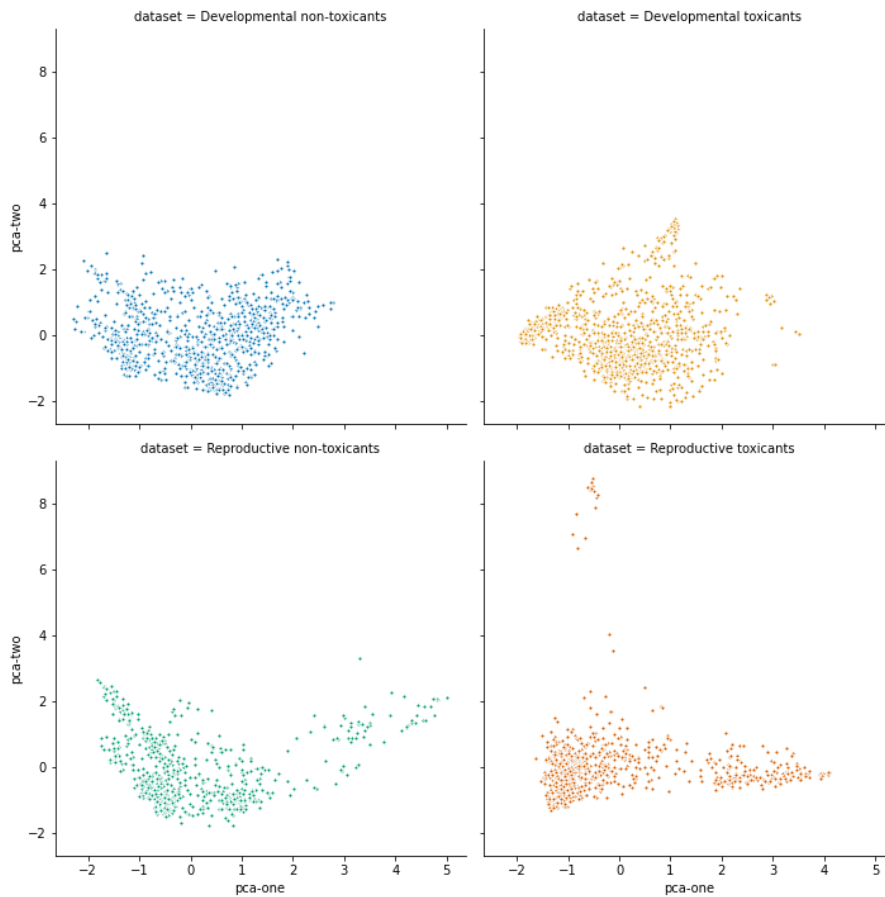 dataset = Developmental non-toxicants
dataset = Developmental toxicants
8
6
4
2
0
−2
pca-two
dataset = Reproductive non-toxicants
dataset = Reproductive toxicants
8
6
4
2
0
−2
pca-two
−2 −1 0 1 2 3 4 5
−2 −1 0 1 2 3 4 5
pca-one
pca-one